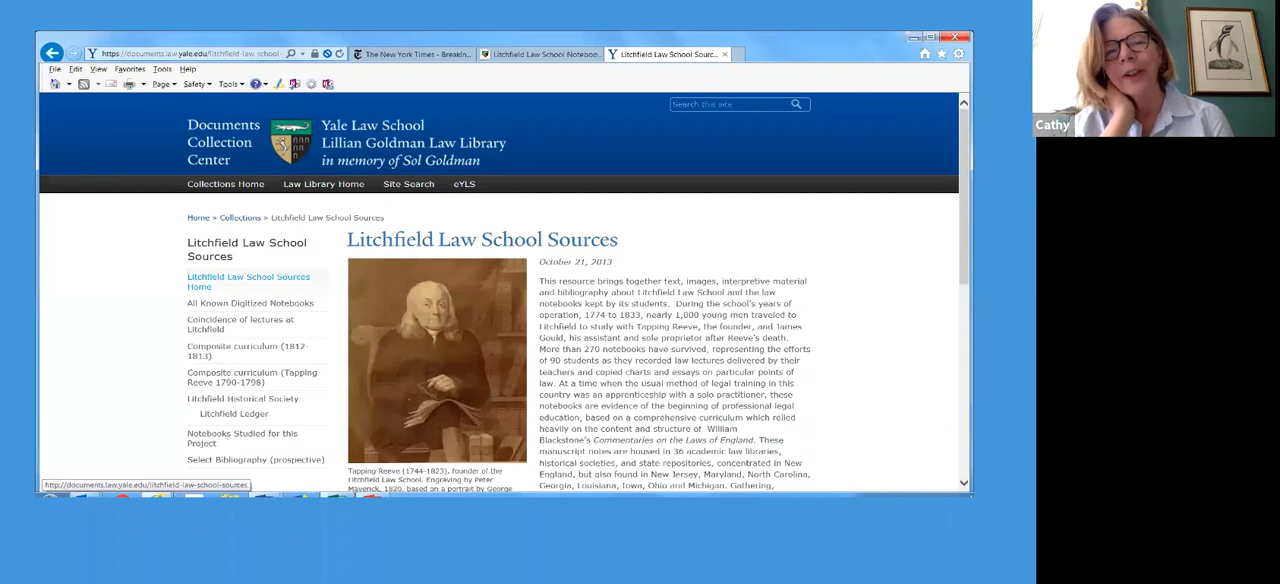 https://documents.law.yale.edu/litchfield-law-school-
The New York Times - Breakin...
Litchfield Law School Noteboo...
Litchfield Law School Sourc...
File Edit View Favorites Tools Help
Page Safety Tools
Search this site
Documents
Collection
Center
Yale Law School
Lillian Goldman Law Library
in memory of Sol Goldman
Collections Home Law Library Home Site Search eYLS
Home » Collections » Litchfield Law School Sources
Litchfield Law School
Sources
Litchfield Law School Sources
Home
All Known Digitized Notebooks
Coincidence of lectures at
Litchfield
Composite curriculum (1812-
1813)
Composite curriculum (Tapping
Reeve 1790-1798)
Litchfield Historical Society
Litchfield Ledger
Notebooks Studied for this
Project
Select Bibliography (prospective)
http://documents.law.yale.edu/litchfield-law-school-sources
Litchfield Law School Sources
Tapping Reeve (1744-1823), founder of the
Litchfield Law School. Engraving by Peter
Maverick, 1820, based on a portrait by George
October 21, 2013
This resource brings together text, images, interpretive material
and bibliography about Litchfield Law School and the law
notebooks kept by its students. During the school's years of
operation, 1774 to 1833, nearly 1,000 young men traveled to
Litchfield to study with Tapping Reeve, the founder, and James
Gould, his assistant and sole proprietor after Reeve's death.
More than 270 notebooks have survived, representing the efforts
of 90 students as they recorded law lectures delivered by their
teachers and copied charts and essays on particular points of
law. At a time when the usual method of legal training in this
country was an apprenticeship with a solo practitioner, these
notebooks are evidence of the beginning of professional legal
education, based on a comprehensive curriculum which relied
heavily on the content and structure of William
Blackstone's Commentaries on the Laws of England. These
manuscript notes are housed in 36 academic law libraries,
historical societies, and state repositories, concentrated in New
England, but also found in New Jersey, Maryland, North Carolina,
Georgia, Louisiana, Iowa, Ohio and Michigan. Gathering,
Cathy